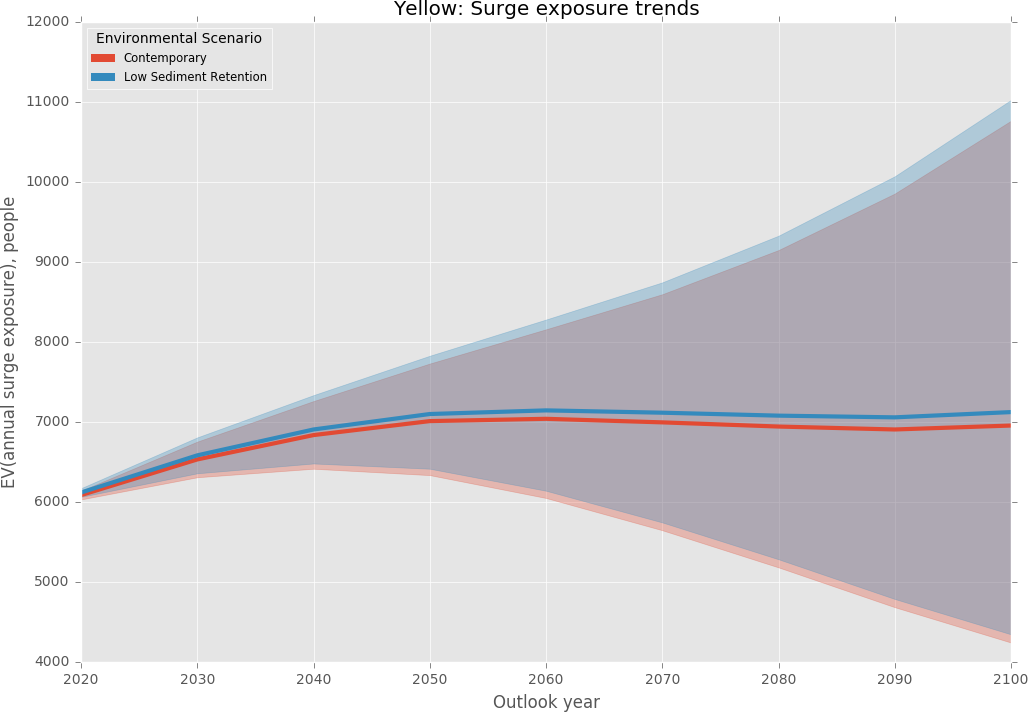 Yellow: Surge exposure trends
Environmental Scenario
Contemporary
Low Sediment Retention
12000
11000
10000
9000
8000
7000
6000
5000
4000
EV(annual surge exposure), people
2020 2030 2040 2050 2060 2070 2080 2090 2100
Outlook year